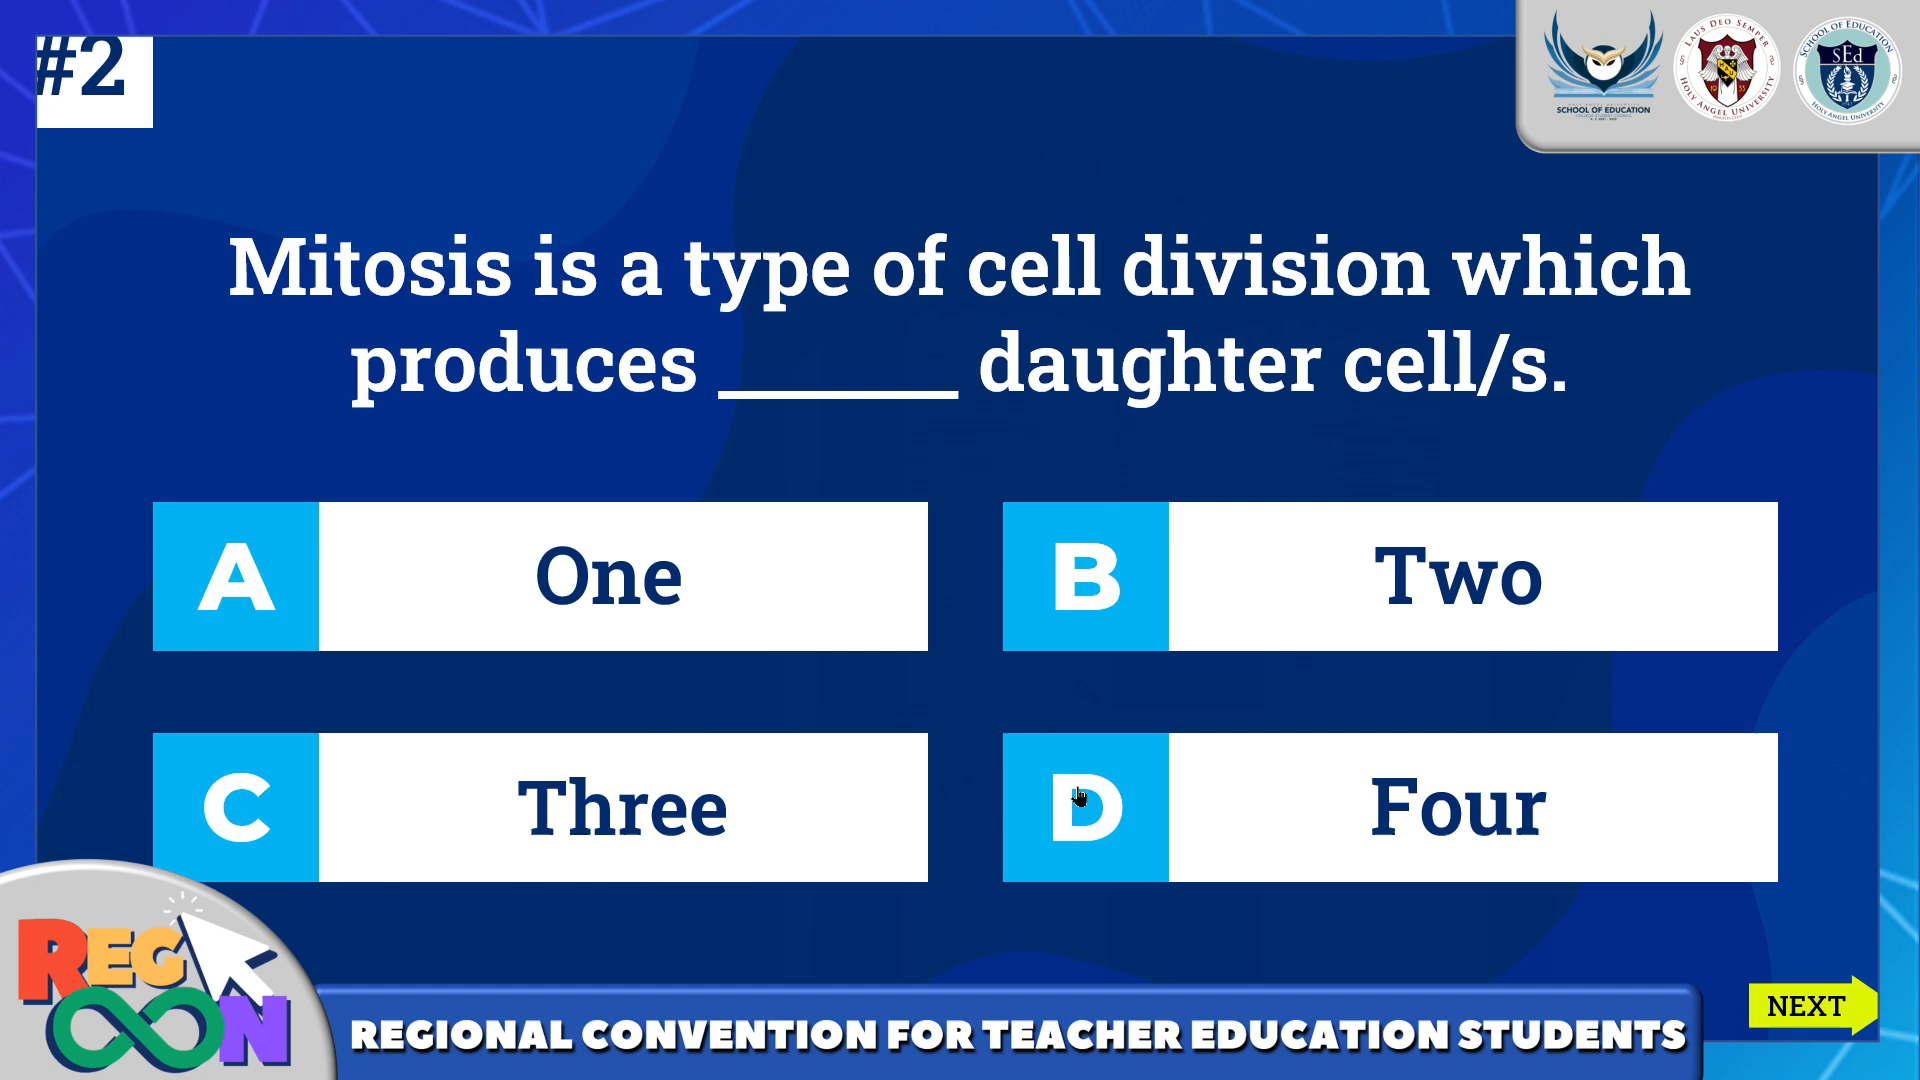 #2
SCHOOL OF EDUCATION
LAUS DEO SEMPER
HOLY ANGEL UNIVERSITY
1933
SCHOOL OF EDUCATION
SEd
HOLY ANGEL UNIVERSITY
Mitosis is a type of cell division which
produces ______ daughter cell/s.
A One
B Two
C Three
D Four
REG
N
NEXT
REGIONAL CONVENTION FOR TEACHER EDUCATION STUDENTS